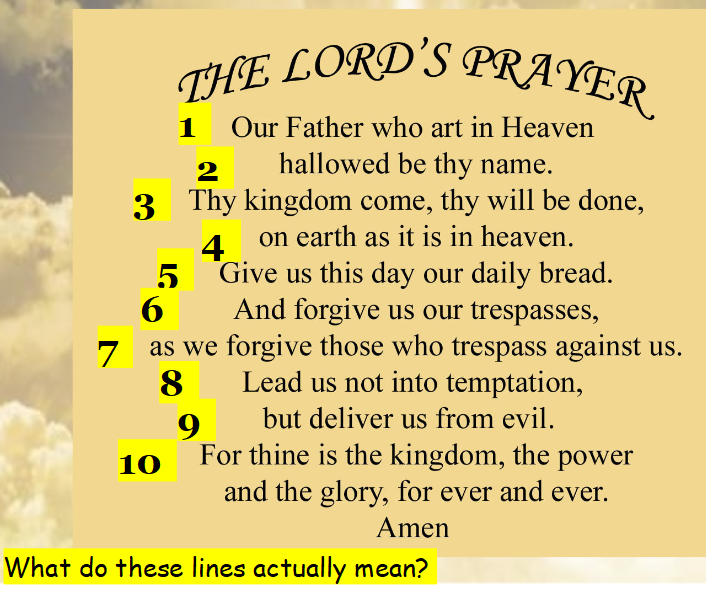 THE LORD'S PRAYER
1 Our Father who art in Heaven
2 hallowed be thy name.
3 Thy kingdom come, thy will be done,
4 on earth as it is in heaven.
5 Give us this day our daily bread.
6 And forgive us our trespasses,
7 as we forgive those who trespass against us.
8 Lead us not into temptation,
9 but deliver us from evil.
10 For thine is the kingdom, the power
and the glory, for ever and ever.
Amen
What do these lines actually mean?